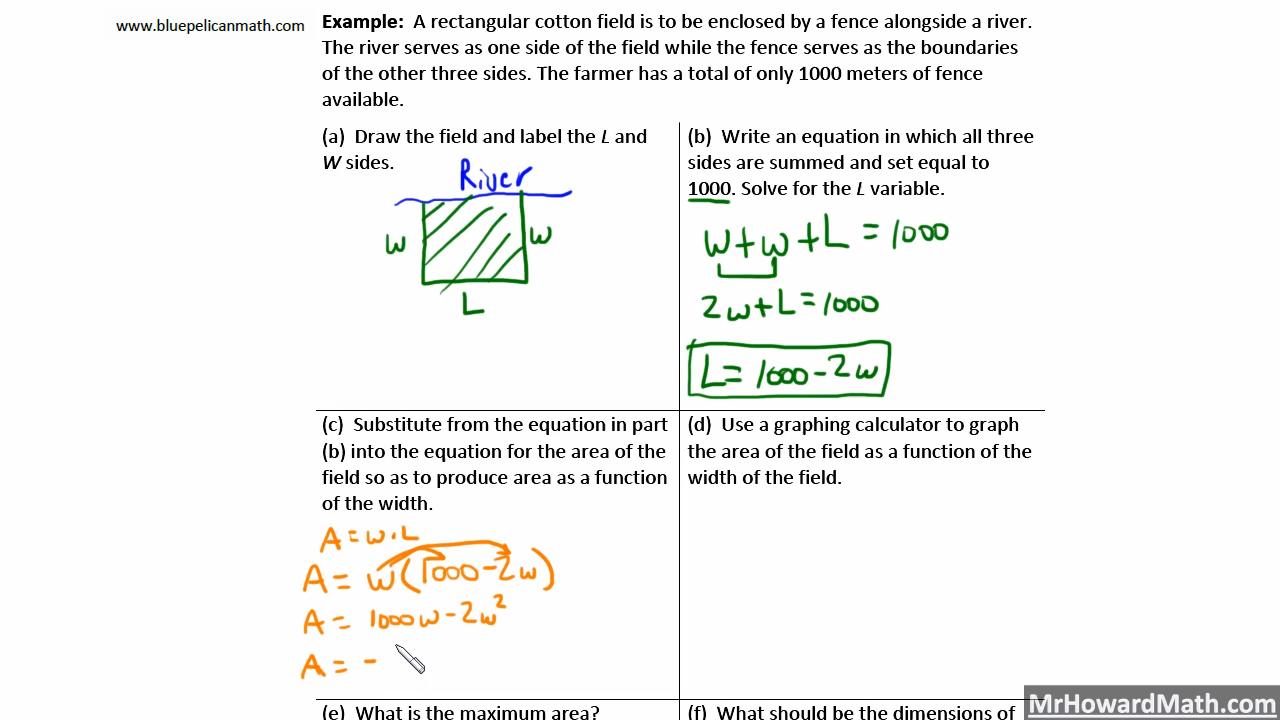 www.bluepelicanmath.com
Example: A rectangular cotton field is to be enclosed by a fence alongside a river.
The river serves as one side of the field while the fence serves as the boundaries
of the other three sides. The farmer has a total of only 1000 meters of fence
available.
(a) Draw the field and label the L and
W sides.
River
w
w
L
(b) Write an equation in which all three
sides are summed and set equal to
1000. Solve for the L variable.
w+w+L=1000
2w+L=1000
L=1000-2w
(c) Substitute from the equation in part
(b) into the equation for the area of the
field so as to produce area as a function
of the width.
A=w·L
A=w(1000-2w)
A=1000w-2w²
A=-
(d) Use a graphing calculator to graph
the area of the field as a function of the
width of the field.
(e) What is the maximum area?
(f) What should be the dimensions of
MrHowardMath.com